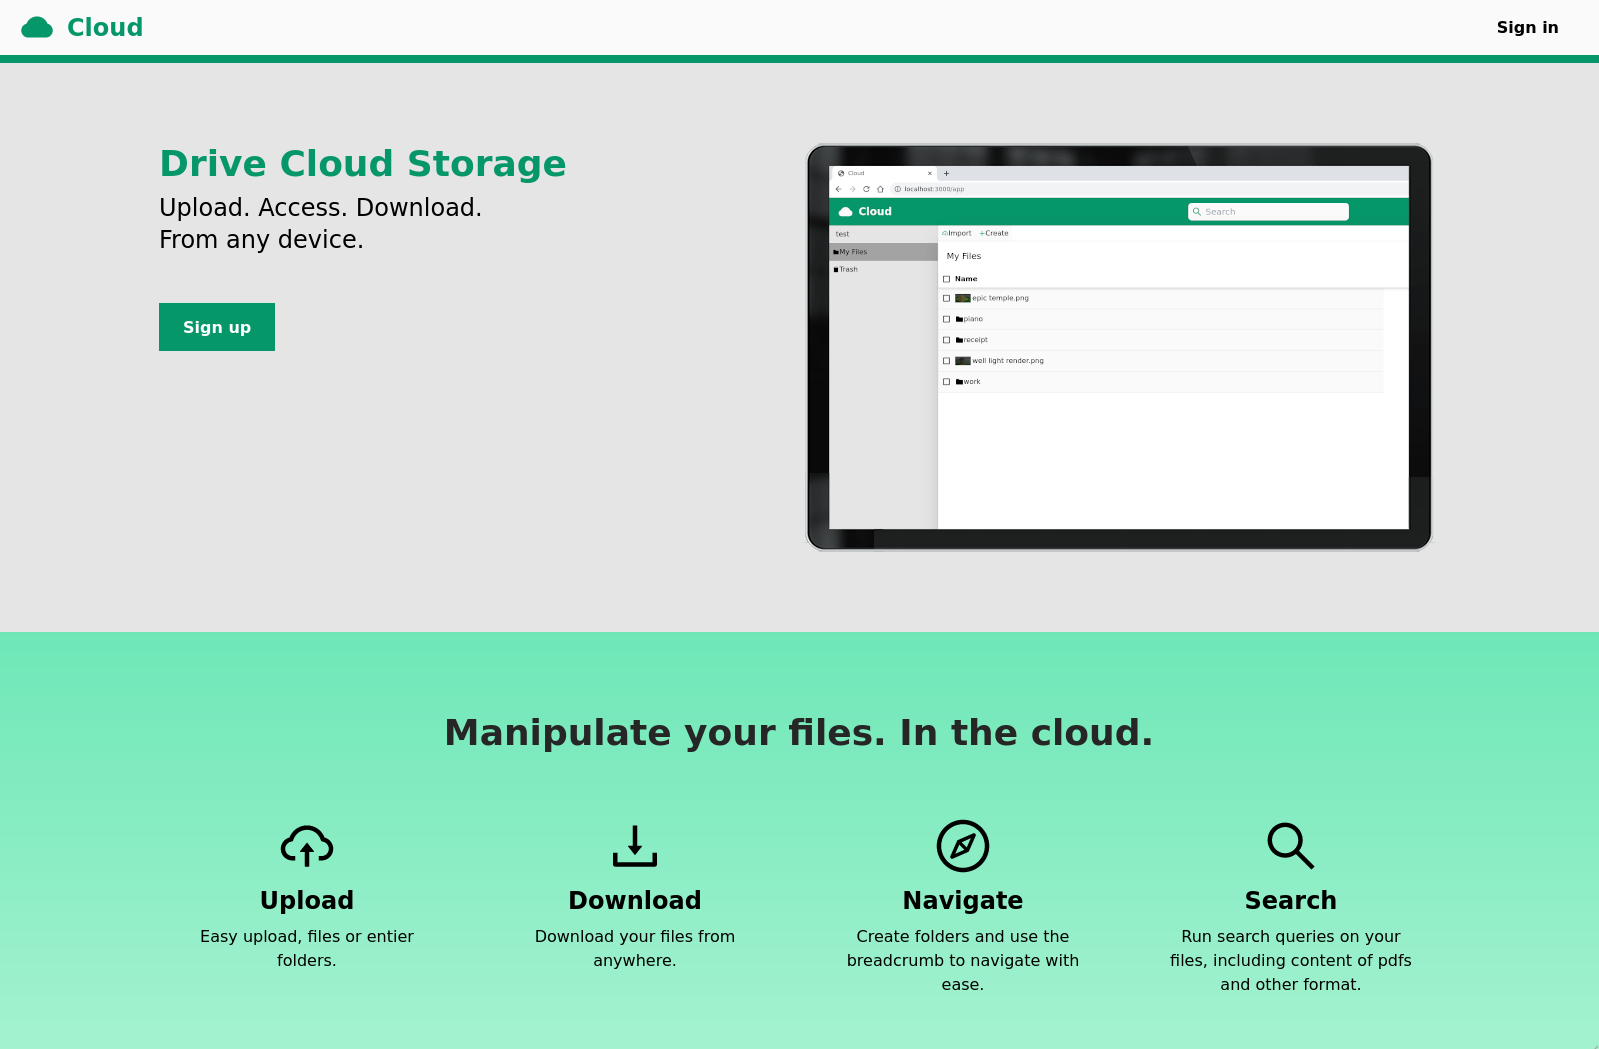 Cloud
Sign in
Drive Cloud Storage
Upload. Access. Download.
From any device.
Sign up
Cloud
localhost:3000/app
Cloud
Search
test
My Files
Trash
Import +Create
My Files
Name
epic temple.png
piano
receipt
well light render.png
work
Manipulate your files. In the cloud.
Upload
Easy upload, files or entier
folders.
Download
Download your files from
anywhere.
Navigate
Create folders and use the
breadcrumb to navigate with
ease.
Search
Run search queries on your
files, including content of pdfs
and other format.